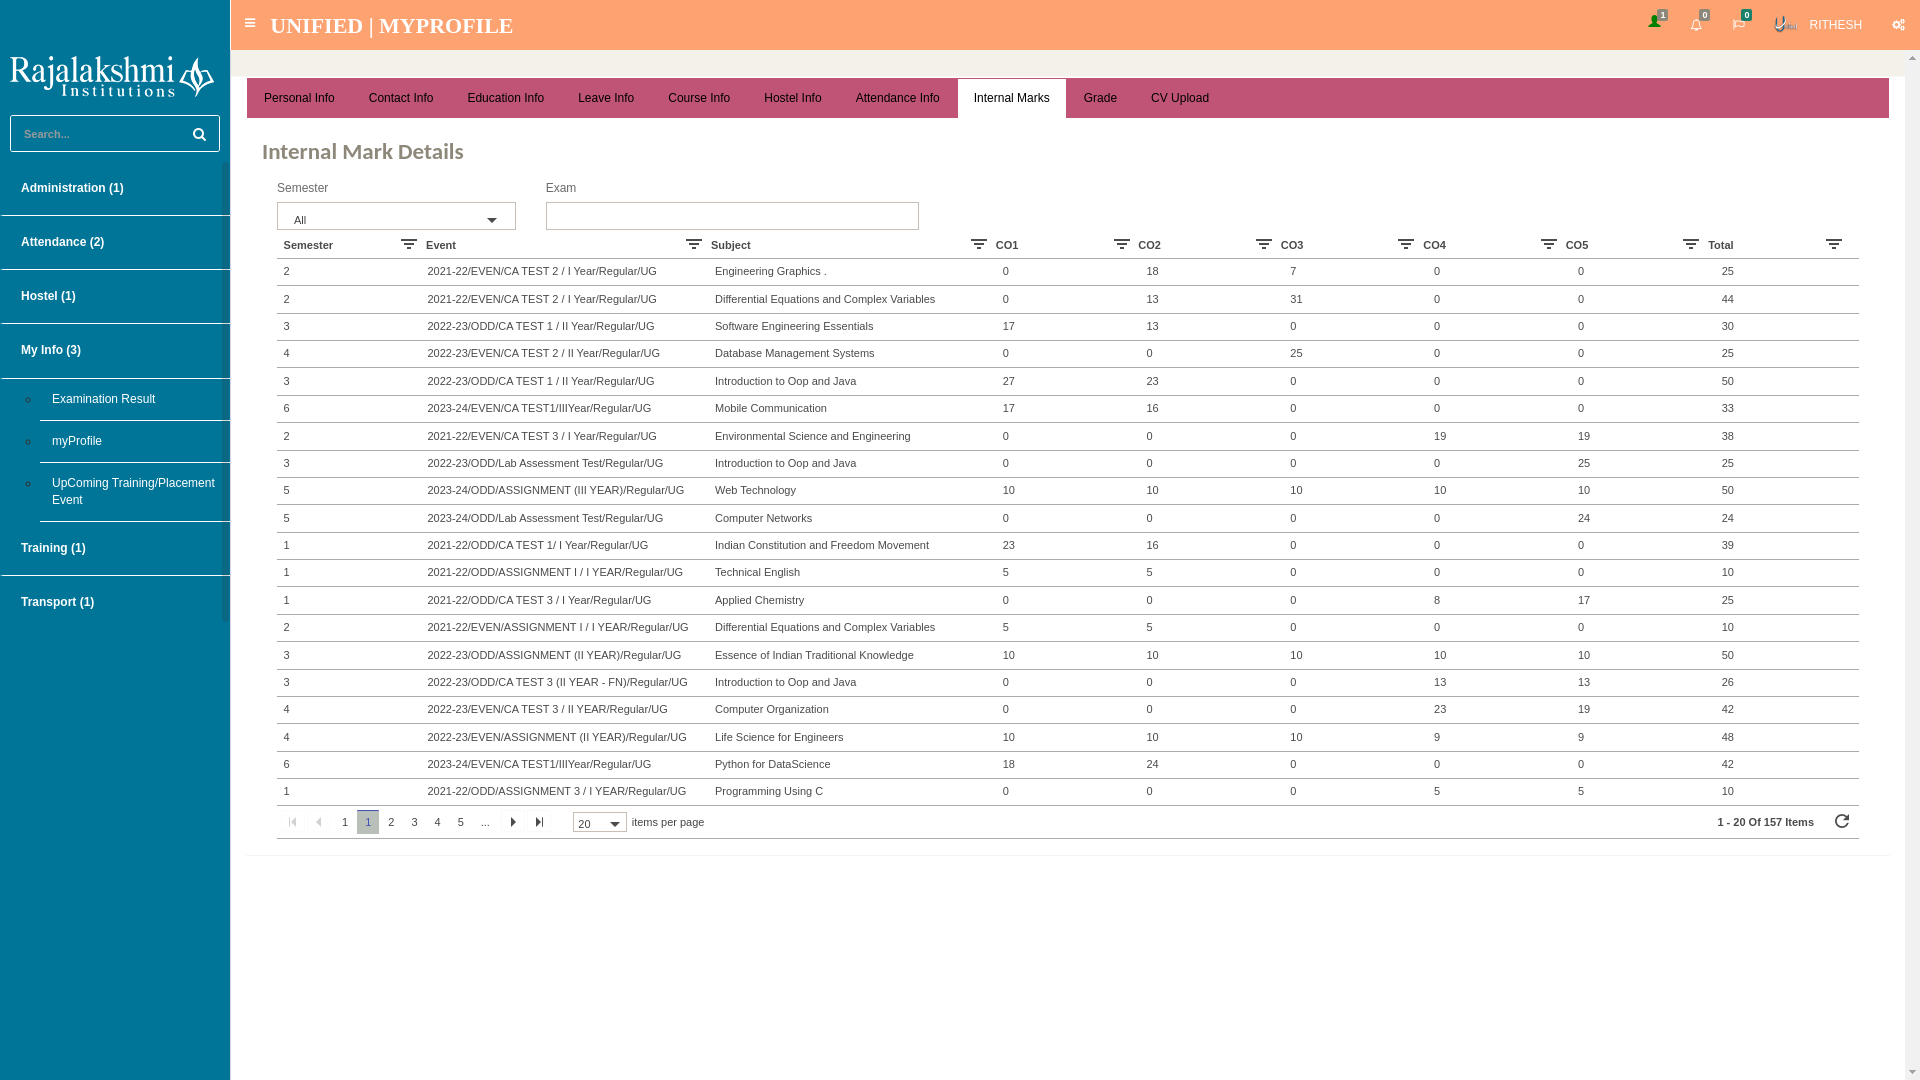 Rajalakshmi
Institutions
Search...
Administration (1)
Attendance (2)
Hostel (1)
My Info (3)
Examination Result
myProfile
UpComing Training/Placement
Event
Training (1)
Transport (1)
UNIFIED | MYPROFILE
1 0 0 RITHESH
Personal Info Contact Info Education Info Leave Info Course Info Hostel Info Attendance Info Internal Marks Grade CV Upload
Internal Mark Details
Semester Exam
All
Semester Event Subject CO1 CO2 CO3 CO4 CO5 Total
2 2021-22/EVEN/CA TEST 2 / I Year/Regular/UG Engineering Graphics . 0 18 7 0 0 25
2 2021-22/EVEN/CA TEST 2 / I Year/Regular/UG Differential Equations and Complex Variables 0 13 31 0 0 44
3 2022-23/ODD/CA TEST 1 / II Year/Regular/UG Software Engineering Essentials 17 13 0 0 0 30
4 2022-23/EVEN/CA TEST 2 / II Year/Regular/UG Database Management Systems 0 0 25 0 0 25
3 2022-23/ODD/CA TEST 1 / II Year/Regular/UG Introduction to Oop and Java 27 23 0 0 0 50
6 2023-24/EVEN/CA TEST1/IIIYear/Regular/UG Mobile Communication 17 16 0 0 0 33
2 2021-22/EVEN/CA TEST 3 / I Year/Regular/UG Environmental Science and Engineering 0 0 0 19 19 38
3 2022-23/ODD/Lab Assessment Test/Regular/UG Introduction to Oop and Java 0 0 0 0 25 25
5 2023-24/ODD/ASSIGNMENT (III YEAR)/Regular/UG Web Technology 10 10 10 10 10 50
5 2023-24/ODD/Lab Assessment Test/Regular/UG Computer Networks 0 0 0 0 24 24
1 2021-22/ODD/CA TEST 1/ I Year/Regular/UG Indian Constitution and Freedom Movement 23 16 0 0 0 39
1 2021-22/ODD/ASSIGNMENT I / I YEAR/Regular/UG Technical English 5 5 0 0 0 10
1 2021-22/ODD/CA TEST 3 / I Year/Regular/UG Applied Chemistry 0 0 0 8 17 25
2 2021-22/EVEN/ASSIGNMENT I / I YEAR/Regular/UG Differential Equations and Complex Variables 5 5 0 0 0 10
3 2022-23/ODD/ASSIGNMENT (II YEAR)/Regular/UG Essence of Indian Traditional Knowledge 10 10 10 10 10 50
3 2022-23/ODD/CA TEST 3 (II YEAR - FN)/Regular/UG Introduction to Oop and Java 0 0 0 13 13 26
4 2022-23/EVEN/CA TEST 3 / II YEAR/Regular/UG Computer Organization 0 0 0 23 19 42
4 2022-23/EVEN/ASSIGNMENT (II YEAR)/Regular/UG Life Science for Engineers 10 10 10 9 9 48
6 2023-24/EVEN/CA TEST1/IIIYear/Regular/UG Python for DataScience 18 24 0 0 0 42
1 2021-22/ODD/ASSIGNMENT 3 / I YEAR/Regular/UG Programming Using C 0 0 0 5 5 10
1 1 2 3 4 5 ... 20 items per page 1 - 20 Of 157 Items